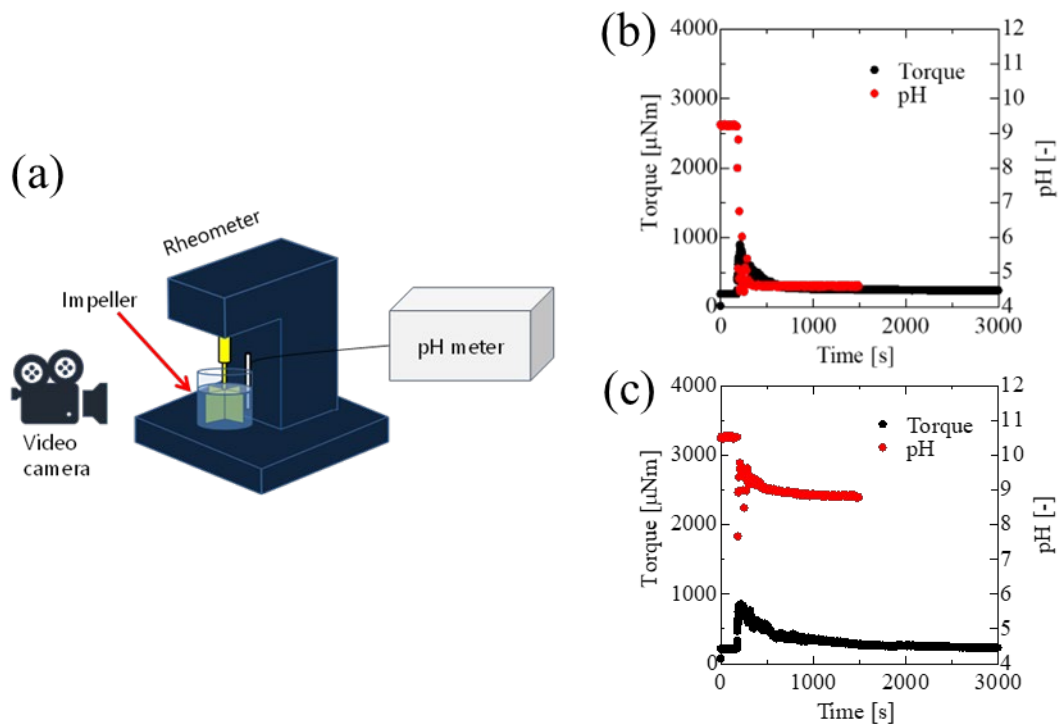 (a)
Rheometer
Impeller
pH meter
Video
camera
(b)
Torque
pH
4000
3000
2000
1000
0
Torque [μNm]
12
11
10
9
8
7
6
5
4
pH [-]
0 1000 2000 3000
Time [s]
(c)
Torque
pH
4000
3000
2000
1000
0
Torque [μNm]
12
11
10
9
8
7
6
5
4
pH [-]
0 1000 2000 3000
Time [s]